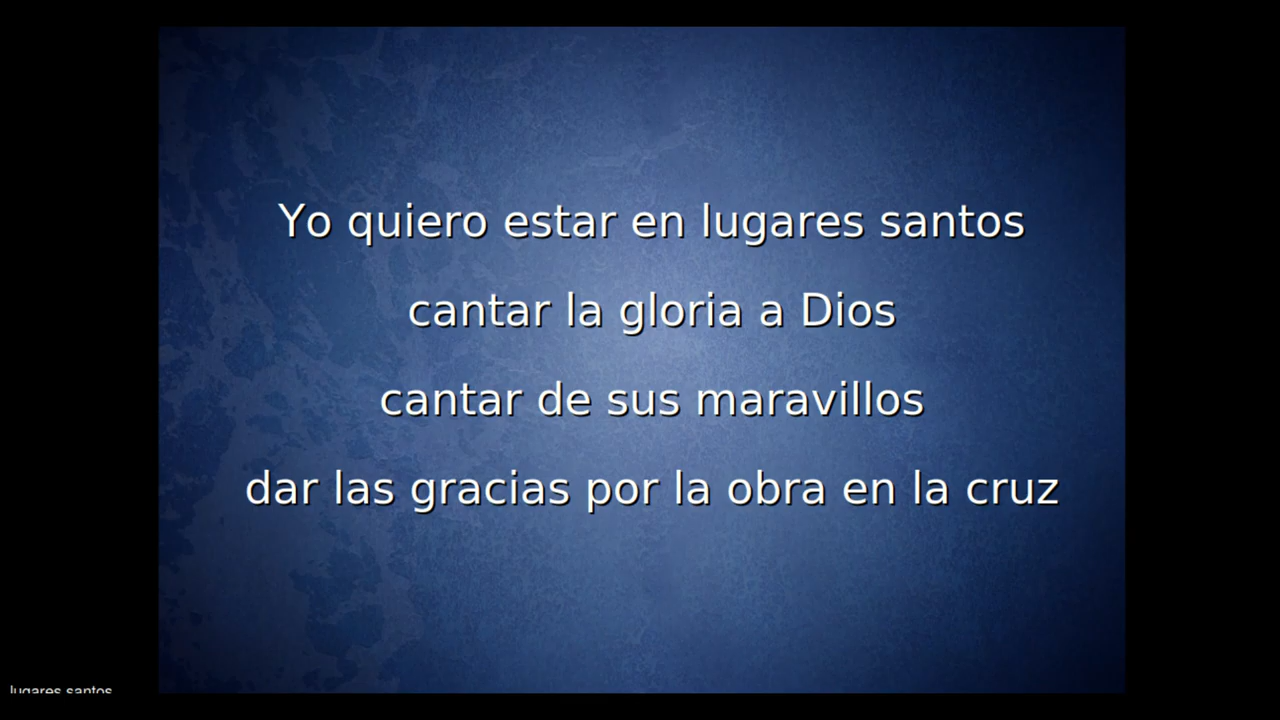 Yo quiero estar en lugares santos
cantar la gloria a Dios
cantar de sus maravillos
dar las gracias por la obra en la cruz
lugares santos